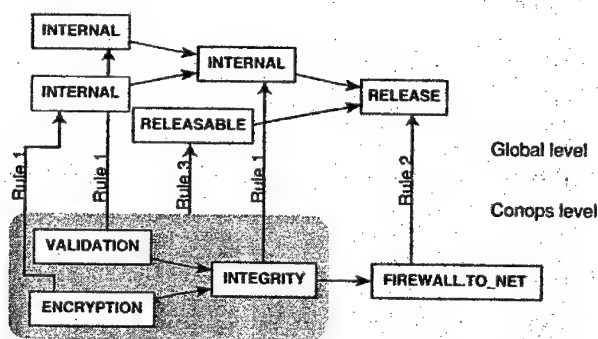 INTERNAL
INTERNAL
INTERNAL
RELEASE
RELEASABLE
Global level
Rule 1
Rule 1
Rule 3
Rule 1
Rule 2
Conops level
VALIDATION
INTEGRITY
FIREWALL.TO_NET
ENCRYPTION